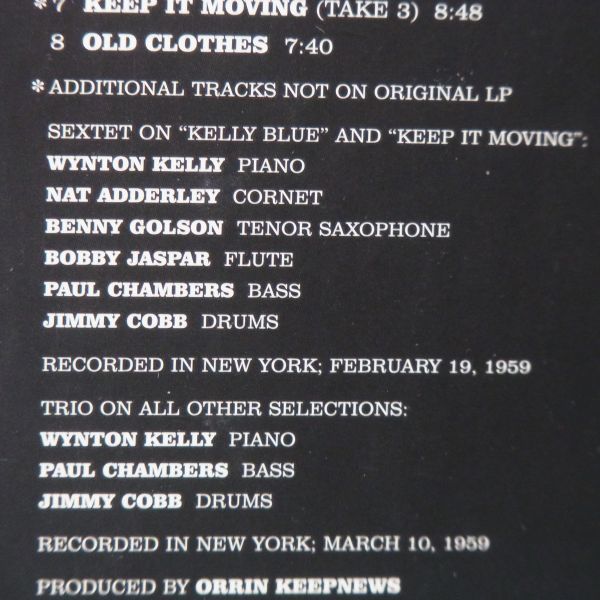 *7 KEEP IT MOVING (TAKE 3) 8:48
8 OLD CLOTHES 7:40
*ADDITIONAL TRACKS NOT ON ORIGINAL LP
SEXTET ON "KELLY BLUE" AND "KEEP IT MOVING":
WYNTON KELLY PIANO
NAT ADDERLEY CORNET
BENNY GOLSON TENOR SAXOPHONE
BOBBY JASPAR FLUTE
PAUL CHAMBERS BASS
JIMMY COBB DRUMS
RECORDED IN NEW YORK; FEBRUARY 19, 1959
TRIO ON ALL OTHER SELECTIONS:
WYNTON KELLY PIANO
PAUL CHAMBERS BASS
JIMMY COBB DRUMS
RECORDED IN NEW YORK; MARCH 10, 1959
PRODUCED BY ORRIN KEEPNEWS